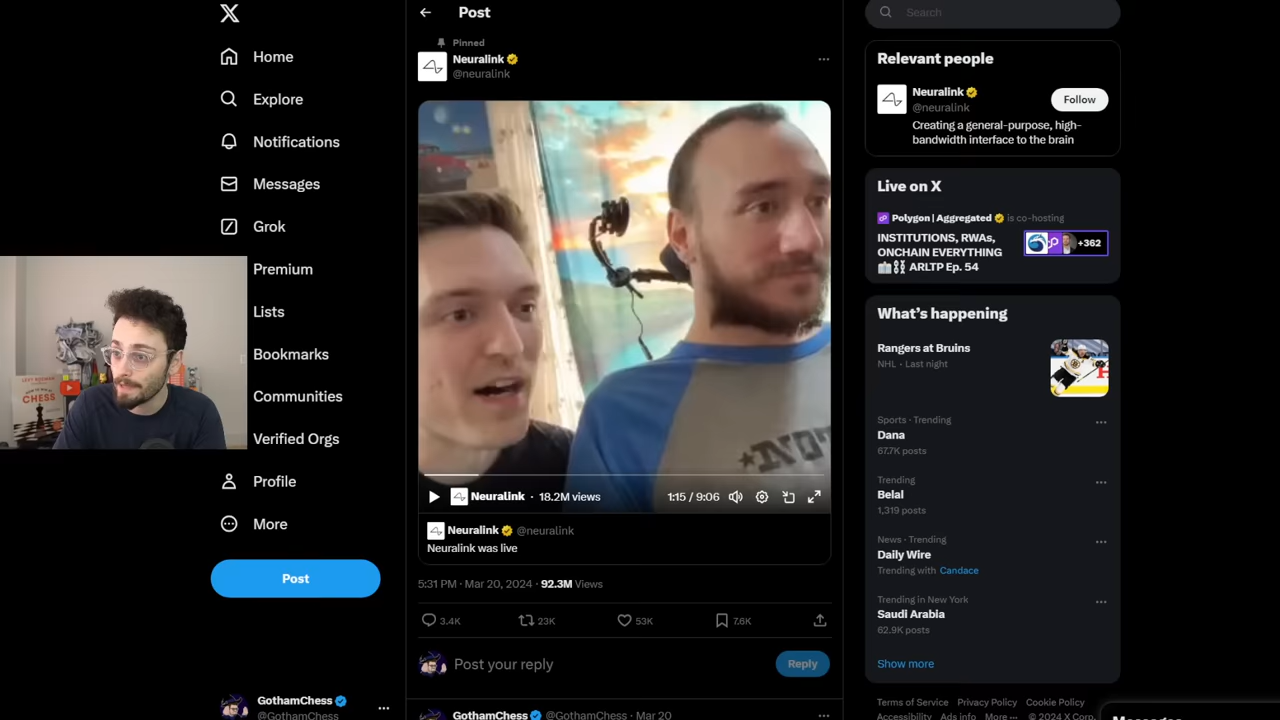 Home
Explore
Notifications
Messages
Grok
Premium
Lists
Bookmarks
Communities
Verified Orgs
Profile
More
Post
GothamChess
@GothamChess
CHESS
Post
Pinned
Neuralink
@neuralink
NOT
Neuralink · 18.2M views
1:15 / 9:06
Neuralink @neuralink
Neuralink was live
5:31 PM · Mar 20, 2024 · 92.3M Views
3.4K
23K
53K
7.6K
Post your reply
Reply
GothamChess @GothamChess · Mar 20
Search
Relevant people
Neuralink
@neuralink
Follow
Creating a general-purpose, high-
bandwidth interface to the brain
Live on X
Polygon | Aggregated is co-hosting
INSTITUTIONS, RWAs,
ONCHAIN EVERYTHING
ARLTP Ep. 54
+362
What's happening
Rangers at Bruins
NHL · Last night
Sports · Trending
Dana
67.7K posts
Trending
Belal
1,319 posts
News · Trending
Daily Wire
Trending with Candace
Trending in New York
Saudi Arabia
62.9K posts
Show more
Terms of Service Privacy Policy Cookie Policy
Accessibility Ads info More ··· © 2024 X Corp.
Messages